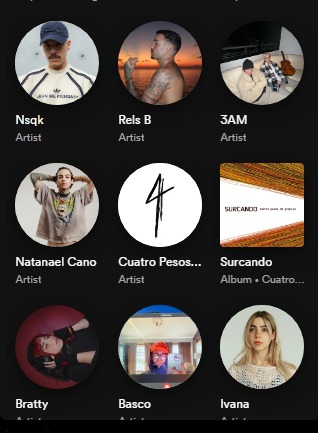 Nsqk
Rels B
3AM
Artist
Artist
Artist
SURCANDO
Natanael Cano
Cuatro Pesos...
Surcando
Artist
Artist
Album • Cuatro...
Bratty
Basco
Ivana